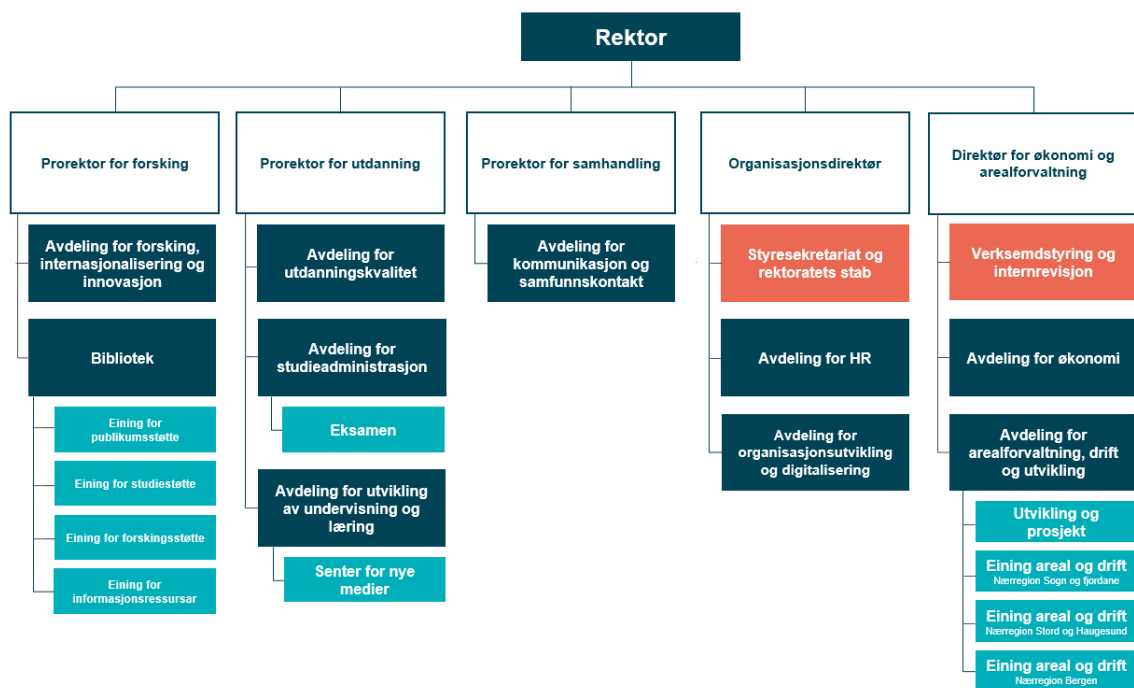 Rektor
Prorektor for forsking
Prorektor for utdanning
Prorektor for samhandling
Organisasjonsdirektør
Direktør for økonomi og
arealforvaltning
Avdeling for forsking,
internasjonalisering og
innovasjon
Bibliotek
Eining for
publikumsstøtte
Eining for studiestøtte
Eining for forskingsstøtte
Eining for
informasjonsressursar
Avdeling for
utdanningskvalitet
Avdeling for
studieadministrasjon
Eksamen
Avdeling for utvikling
av undervisning og
læring
Senter for nye
medier
Avdeling for
kommunikasjon og
samfunnskontakt
Styresekretariat og
rektoratets stab
Avdeling for HR
Avdeling for
organisasjonsutvikling
og digitalisering
Verksemdstyring og
internrevisjon
Avdeling for økonomi
Avdeling for
arealforvaltning, drift
og utvikling
Utvikling og
prosjekt
Eining areal og drift
Nærregion Sogn og fjordane
Eining areal og drift
Nærregion Stord og Haugesund
Eining areal og drift
Nærregion Bergen